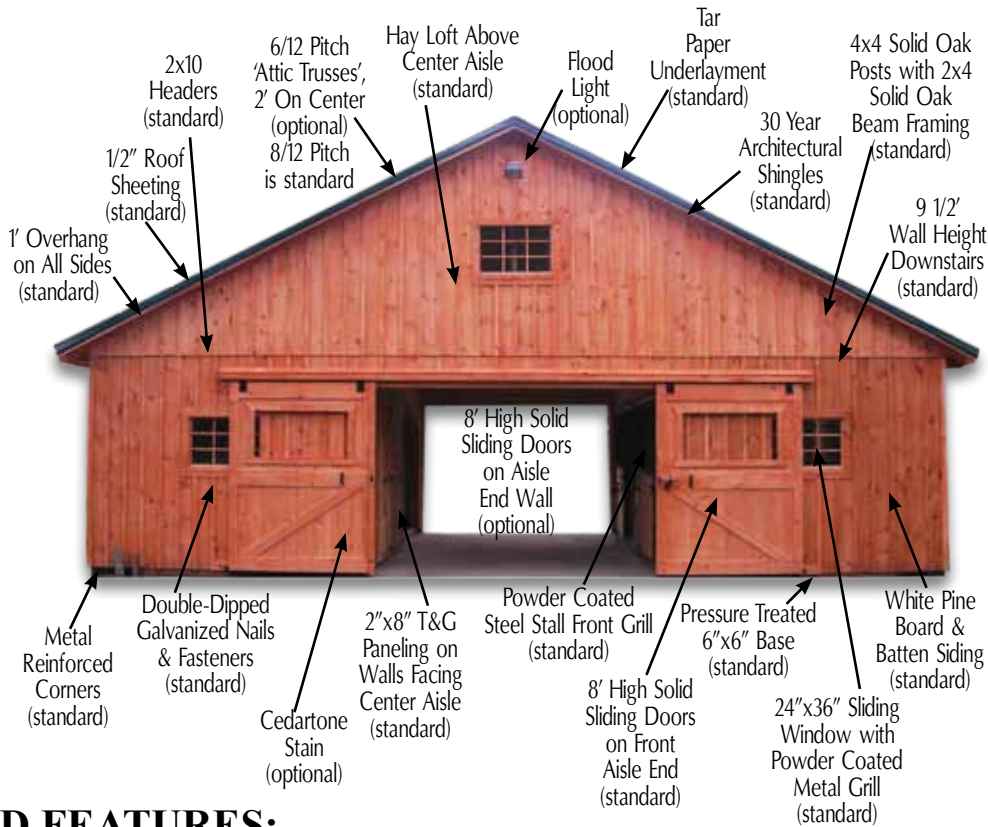 2x10
Headers
(standard)
6/12 Pitch
‘Attic Trusses’,
2’ On Center
(optional)
8/12 Pitch
is standard
Hay Loft Above
Center Aisle
(standard)
Flood
Light
(optional)
Tar
Paper
Underlayment
(standard)
4x4 Solid Oak
Posts with 2x4
Solid Oak
Beam Framing
(standard)
1/2” Roof
Sheeting
(standard)
30 Year
Architectural
Shingles
(standard)
1’ Overhang
on All Sides
(standard)
9 1/2’
Wall Height
Downstairs
(standard)
8’ High Solid
Sliding Doors
on Aisle
End Wall
(optional)
Metal
Reinforced
Corners
(standard)
Double-Dipped
Galvanized Nails
& Fasteners
(standard)
Cedartone
Stain
(optional)
2”x8” T&G
Paneling on
Walls Facing
Center Aisle
(standard)
Powder Coated
Steel Stall Front Grill
(standard)
8’ High Solid
Sliding Doors
on Front
Aisle End
(standard)
Pressure Treated
6”x6” Base
(standard)
24”x36” Sliding
Window with
Powder Coated
Metal Grill
(standard)
White Pine
Board &
Batten Siding
(standard)
D FEATURES: